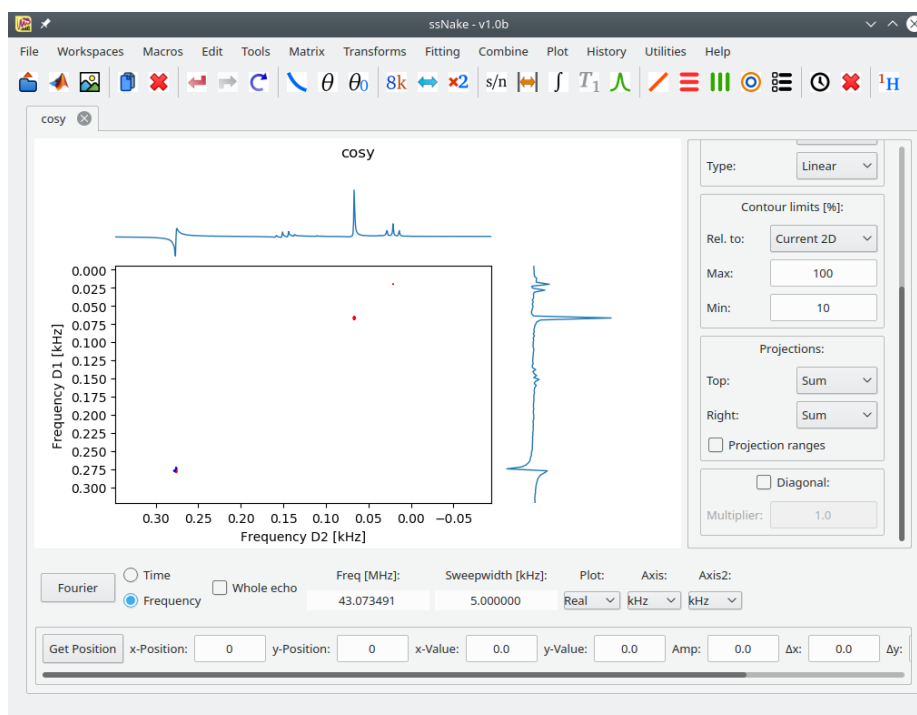 ssNake - v1.0b
File Workspaces Macros Edit Tools Matrix Transforms Fitting Combine Plot History Utilities Help
θ θ0 8k ×2 s/n ∫ T1 1H
cosy
cosy
0.000
0.025
0.050
0.075
0.100
0.125
0.150
0.175
0.200
0.225
0.250
0.275
0.300
Frequency D1 [kHz]
0.30 0.25 0.20 0.15 0.10 0.05 0.00 −0.05
Frequency D2 [kHz]
Type: Linear
Contour limits [%]:
Rel. to: Current 2D
Max: 100
Min: 10
Projections:
Top: Sum
Right: Sum
Projection ranges
Diagonal:
Multiplier: 1.0
Fourier
Time
Frequency
Whole echo
Freq [MHz]: Sweepwidth [kHz]: Plot: Axis: Axis2:
43.073491 5.000000 Real kHz kHz
Get Position x-Position: 0 y-Position: 0 x-Value: 0.0 y-Value: 0.0 Amp: 0.0 Δx: 0.0 Δy: